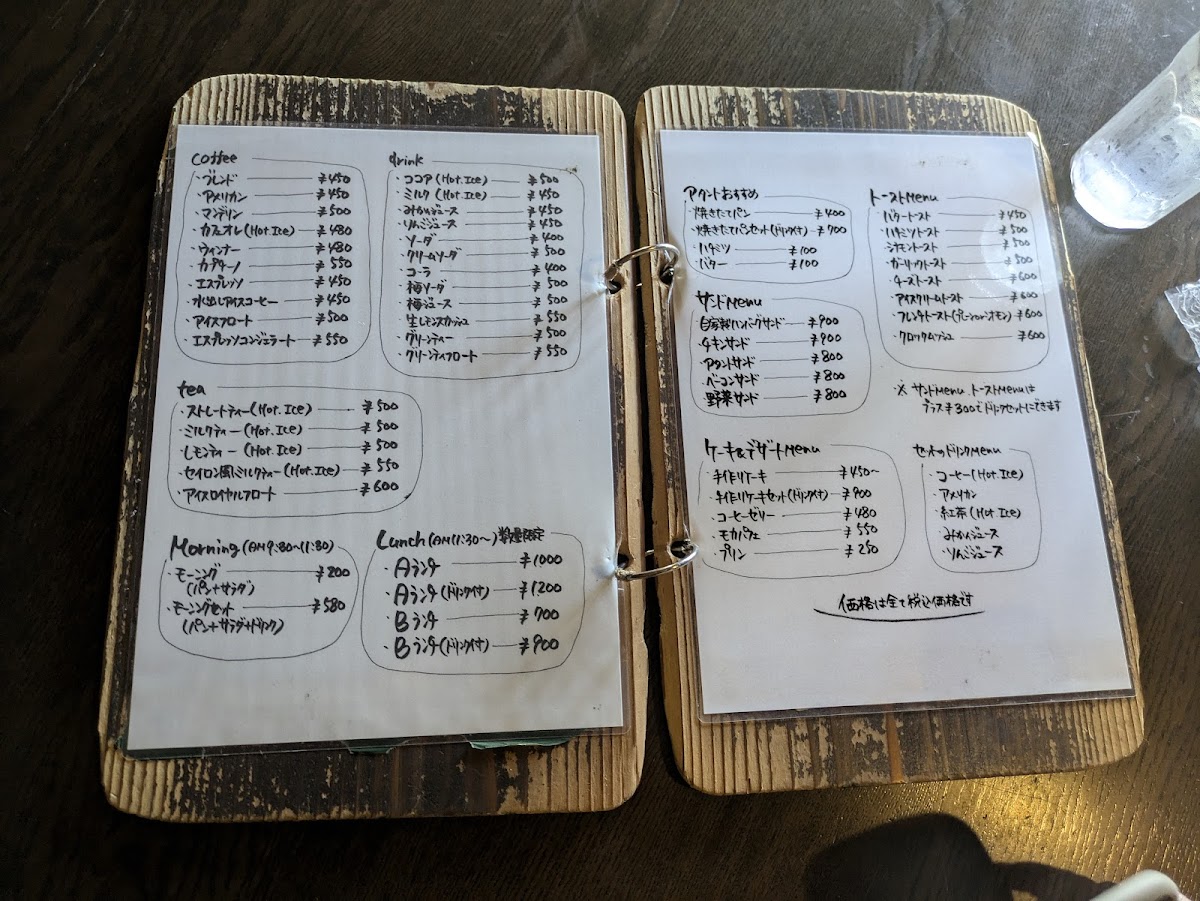 coffee
・ブレンド ¥450
・アメリカン ¥450
・マンデリン ¥500
・カフェオレ(Hot.Ice) ¥480
・ウィンナー ¥480
・カプチーノ ¥550
・エスプレッソ ¥450
・水出しアイスコーヒー ¥450
・アイスフロート ¥500
・エスプレッソコンジェラート ¥550
drink
・ココア(Hot.Ice) ¥500
・ミルク(Hot.Ice) ¥450
・みかんジュース ¥450
・りんごジュース ¥450
・ソーダ ¥400
・クリームソーダ ¥500
・コーラ ¥400
・梅ソーダ ¥500
・梅ジュース ¥500
・生レモンスカッシュ ¥550
・グリーンティー ¥500
・グリーンティフロート ¥550
tea
・ストレートティー(Hot.Ice) ¥500
・ミルクティー(Hot.Ice) ¥500
・レモンティー(Hot.Ice) ¥500
・セイロン風ミルクティー(Hot.Ice) ¥550
・アイスロイヤルフロート ¥600
Morning(AM9:30~11:30)
・モーニング ¥200
(パン+サラダ)
・モーニングセット ¥580
(パン+サラダ+ドリンク)
Lunch(AM11:30~)数量限定
・Aランチ ¥1000
・Aランチ(ドリンク付) ¥1200
・Bランチ ¥700
・Bランチ(ドリンク付) ¥900
おすすめ
・焼きたてパン ¥400
・焼きたてパンセット(ドリンク付) ¥700
・ハチミツ ¥100
・バター ¥100
サンドMenu
・自家製ハンバーグサンド ¥900
・チキンサンド ¥900
サンド ¥800
・ベーコンサンド ¥800
・野菜サンド ¥800
ケーキ&デザートMenu
・手作りケーキ ¥450~
・手作りケーキセット(ドリンク付) ¥900
・コーヒーゼリー ¥480
・モカパフェ ¥550
・プリン ¥250
トーストMenu
・バタートースト ¥450
・ハチミツトースト ¥500
・シナモントースト ¥500
・ガーリックトースト ¥500
・チーズトースト ¥600
・アイスクリームトースト ¥600
・フレンチトースト(プレーンorシナモン) ¥600
・クロックムッシュ ¥600
※ サンドMenu.トーストMenuは
プラス¥300でドリンクセットにできます
セットのドリンクMenu
・コーヒー(Hot.Ice)
・アメリカン
・紅茶(Hot.Ice)
・みかんジュース
・りんごジュース
価格は全て税込価格です